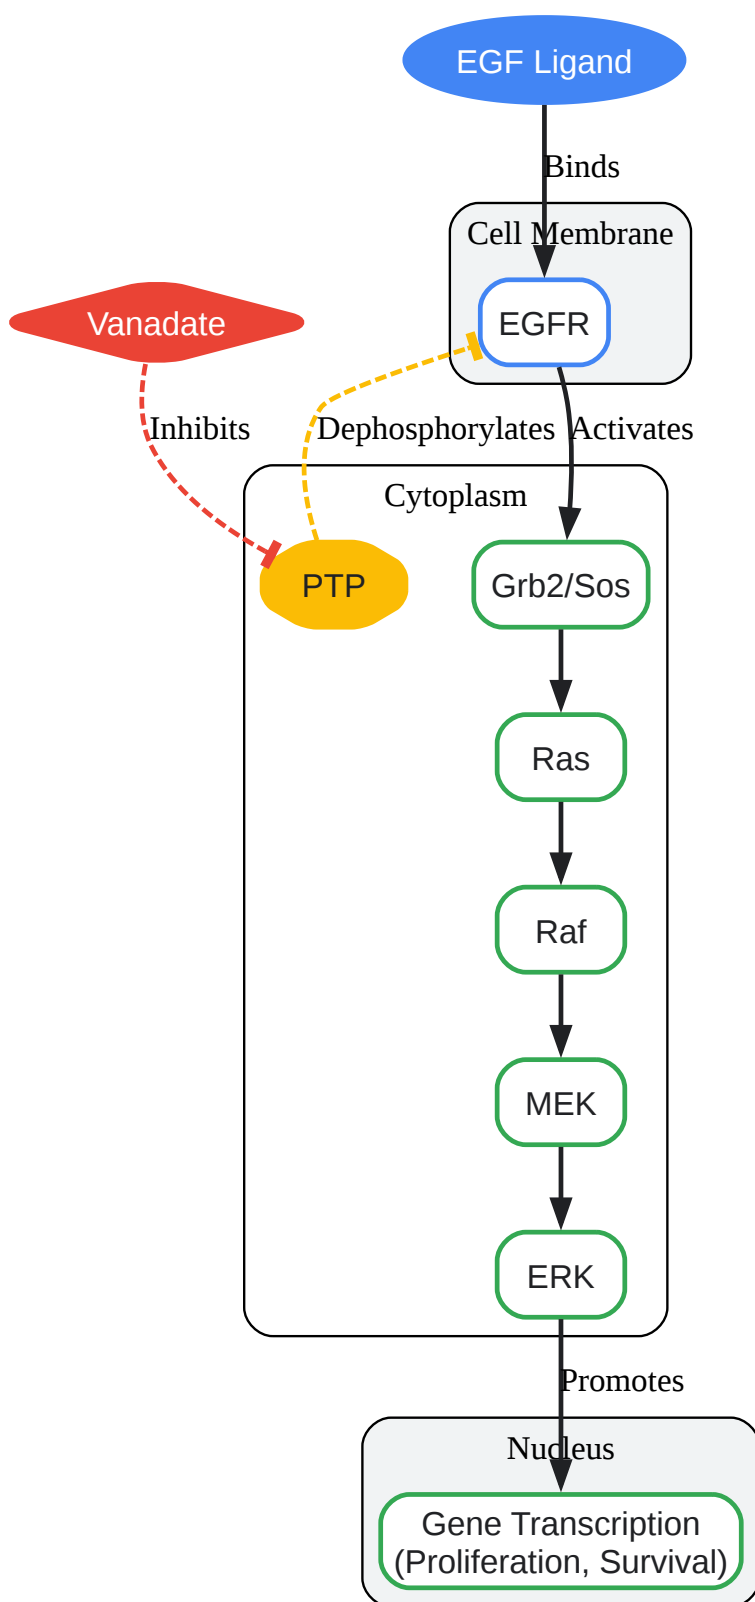 EGF Ligand
Binds
Cell Membrane
EGFR
Vanadate
Inhibits
Dephosphorylates
Activates
Cytoplasm
PTP
Grb2/Sos
Ras
Raf
MEK
ERK
Promotes
Nucleus
Gene Transcription
(Proliferation, Survival)